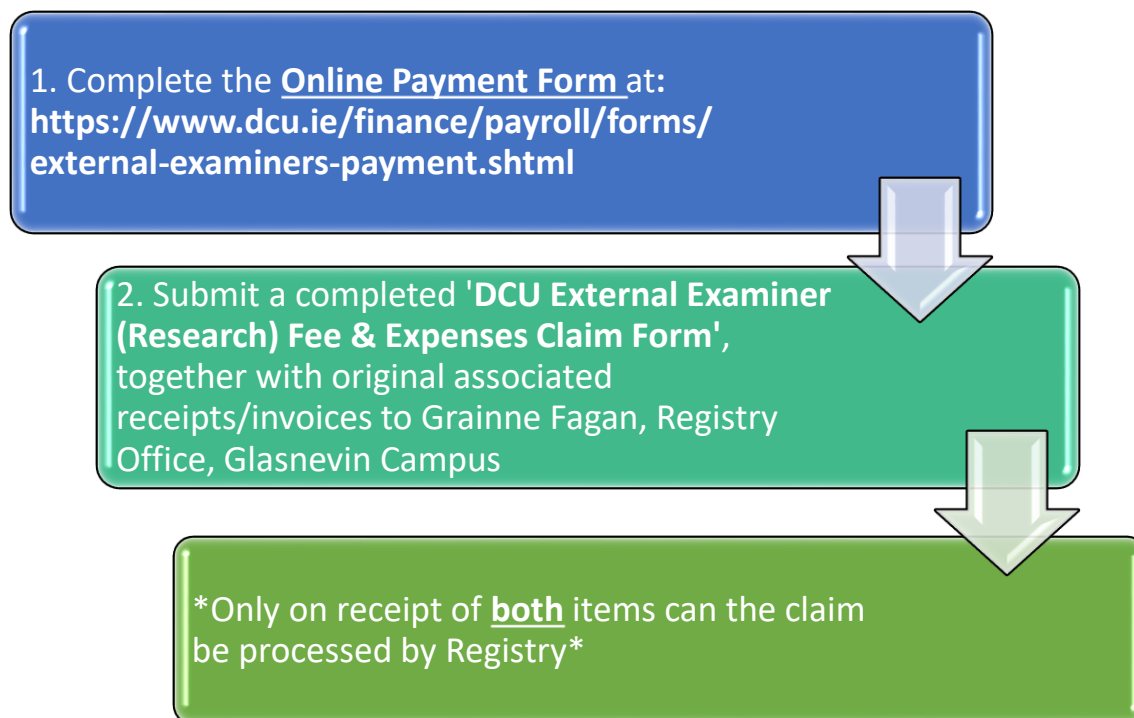 1. Complete the Online Payment Form at:
https://www.dcu.ie/finance/payroll/forms/
external-examiners-payment.shtml
2. Submit a completed 'DCU External Examiner
(Research) Fee & Expenses Claim Form',
together with original associated
receipts/invoices to Grainne Fagan, Registry
Office, Glasnevin Campus
*Only on receipt of both items can the claim
be processed by Registry*